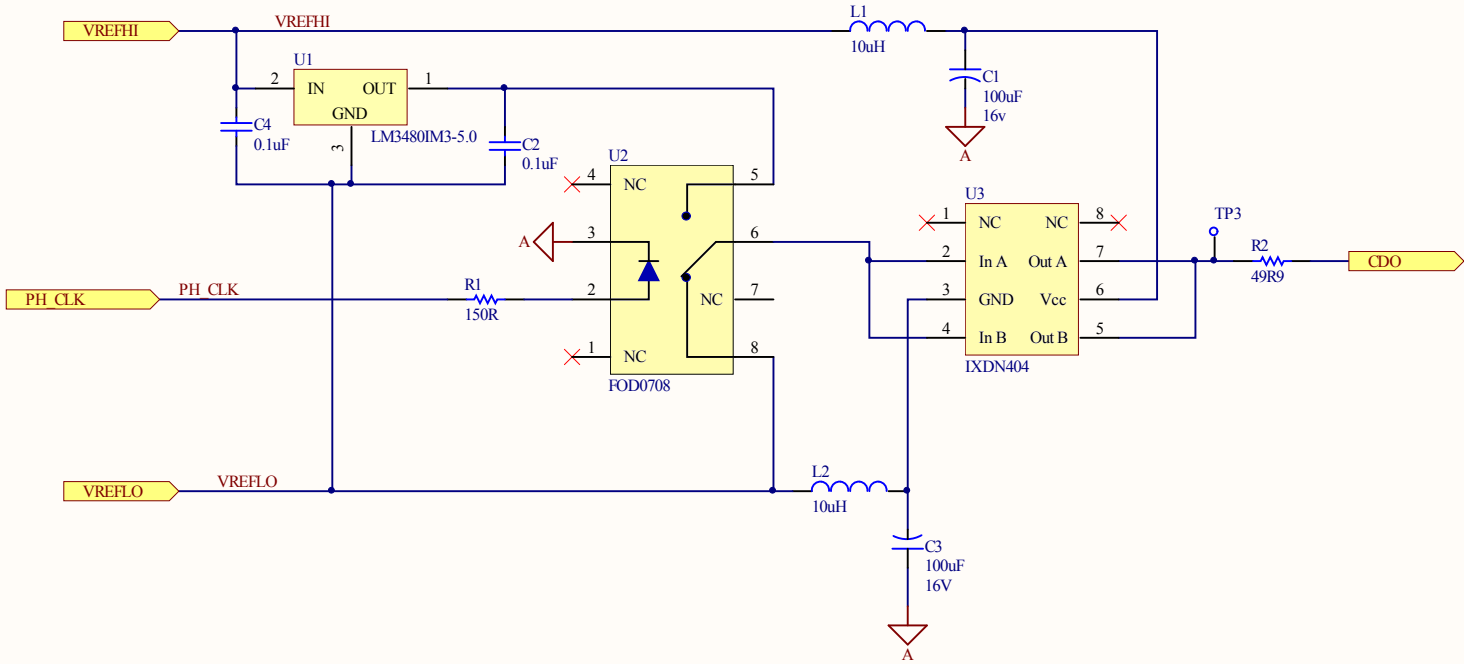 VREFHI
VREFHI
L1
10uH
U1
2
IN
OUT
1
GND
3
LM3480IM3-5.0
C4
0.1uF
C2
0.1uF
C1
100uF
16v
A
U2
4
NC
5
A
3
6
2
NC
7
1
NC
8
FOD0708
PH_CLK
PH_CLK
R1
150R
U3
1
NC
NC
8
2
In A
Out A
7
3
GND
Vcc
6
4
In B
Out B
5
IXDN404
TP3
R2
49R9
CDO
VREFLO
VREFLO
L2
10uH
C3
100uF
16V
A